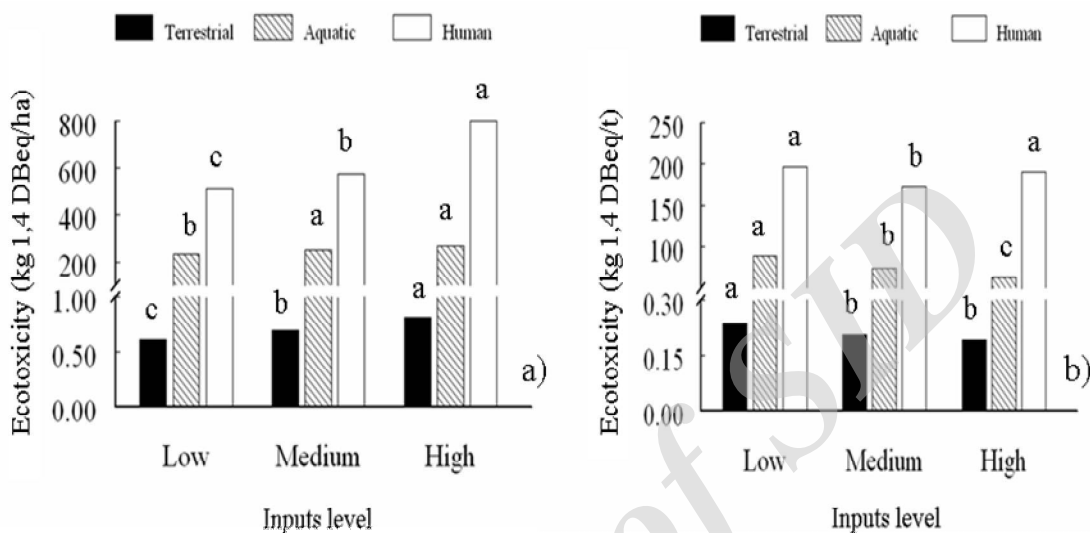 Terrestrial Aquatic Human
Ecotoxicity (kg 1,4 DBeq/ha)
800
600
400
200
1.00
0.50
0.00
c b c
b a b
a a a
Low Medium High
Inputs level
a)
Terrestrial Aquatic Human
Ecotoxicity (kg 1,4 DBeq/t)
250
200
150
100
0.30
0.15
0.00
a a a
b b b
b c a
Low Medium High
Inputs level
b)
of SID